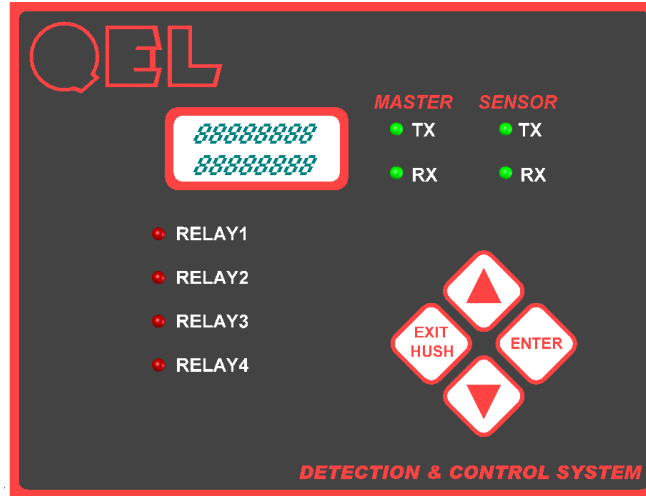 QEL
MASTER SENSOR
88888888
TX TX
88888888
RX RX
RELAY1
RELAY2
RELAY3
RELAY4
EXIT
HUSH
ENTER
DETECTION & CONTROL SYSTEM